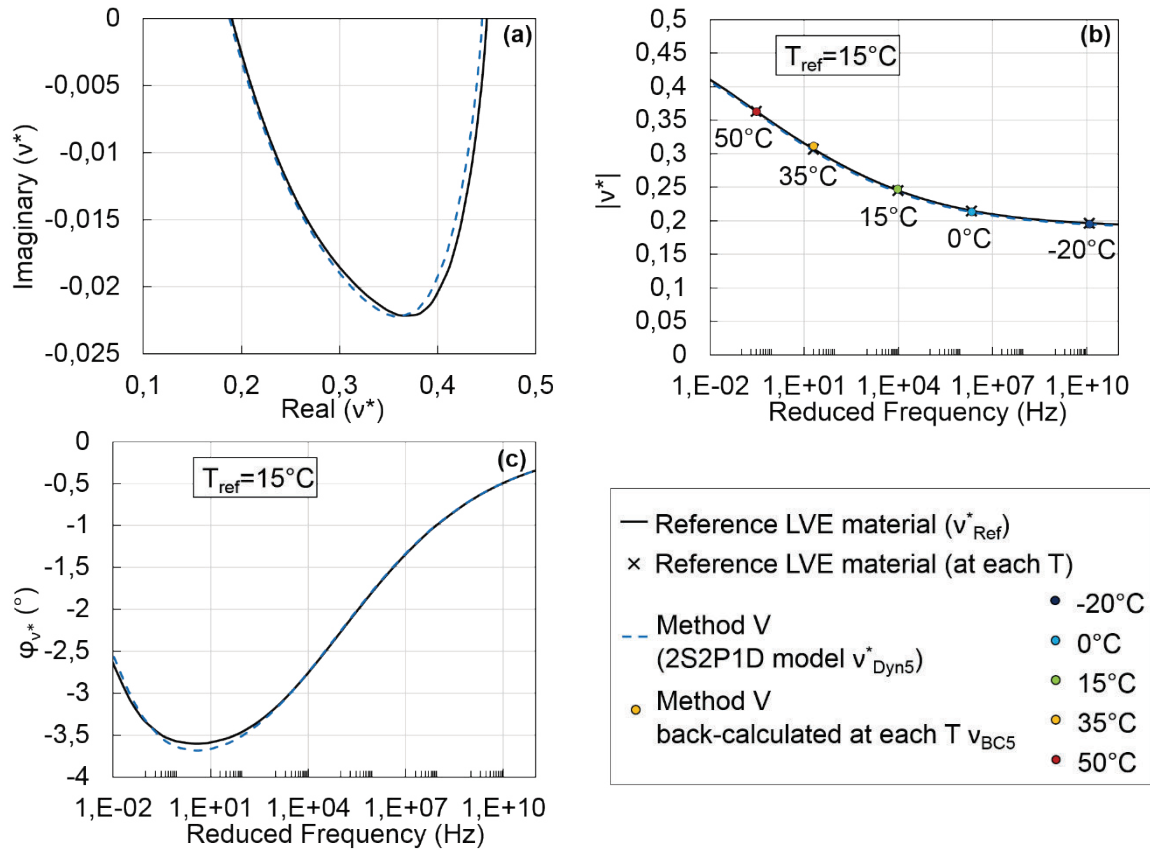 (a)
0
-0,005
-0,01
-0,015
-0,02
-0,025
Imaginary (ν*)
0,1
0,2
0,3
0,4
0,5
Real (ν*)
(b)
Tref=15°C
0,5
0,45
0,4
0,35
0,3
0,25
0,2
0,15
0,1
0,05
0
|ν*|
50°C
35°C
15°C
0°C
-20°C
1,E-02
1,E+01
1,E+04
1,E+07
1,E+10
Reduced Frequency (Hz)
(c)
Tref=15°C
0
-0,5
-1
-1,5
-2
-2,5
-3
-3,5
-4
φν* (°)
1,E-02
1,E+01
1,E+04
1,E+07
1,E+10
Reduced Frequency (Hz)
Reference LVE material (ν*Ref)
Reference LVE material (at each T)
Method V
(2S2P1D model ν*Dyn5)
Method V
back-calculated at each T νBC5
-20°C
0°C
15°C
35°C
50°C